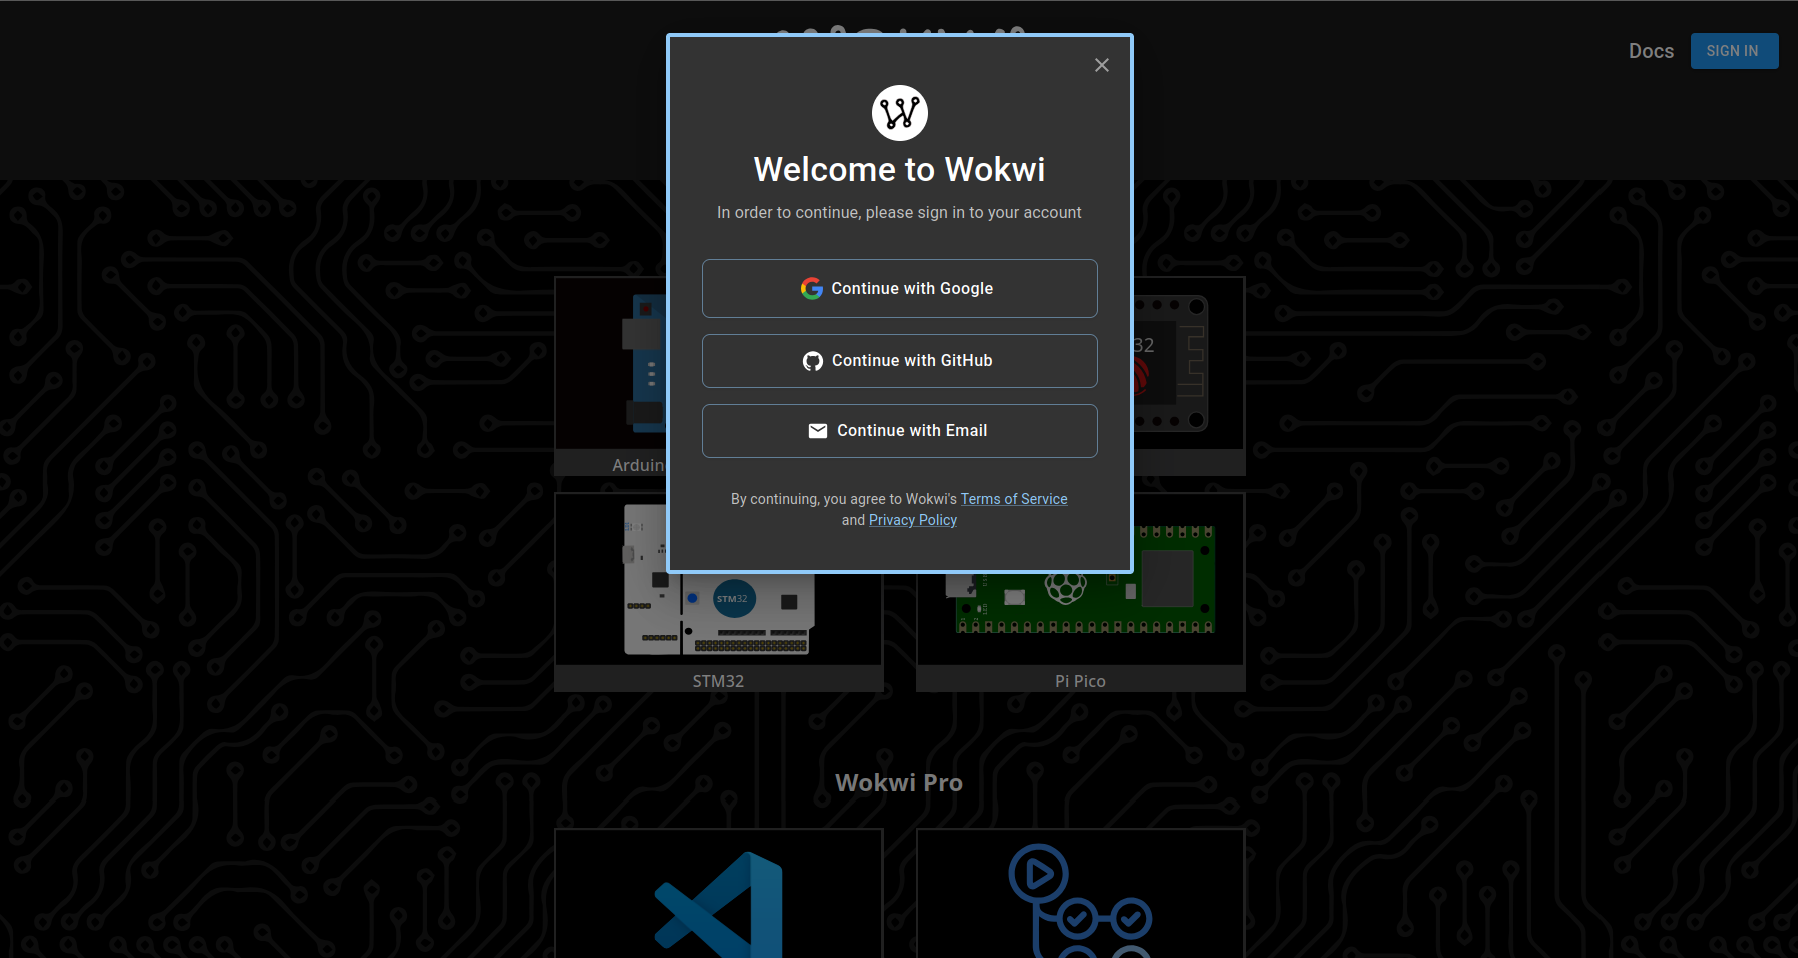 Docs
SIGN IN
Welcome to Wokwi
In order to continue, please sign in to your account
Continue with Google
Continue with GitHub
Continue with Email
By continuing, you agree to Wokwi's Terms of Service
and Privacy Policy
32
STM32
STM32
Pi Pico
Wokwi Pro